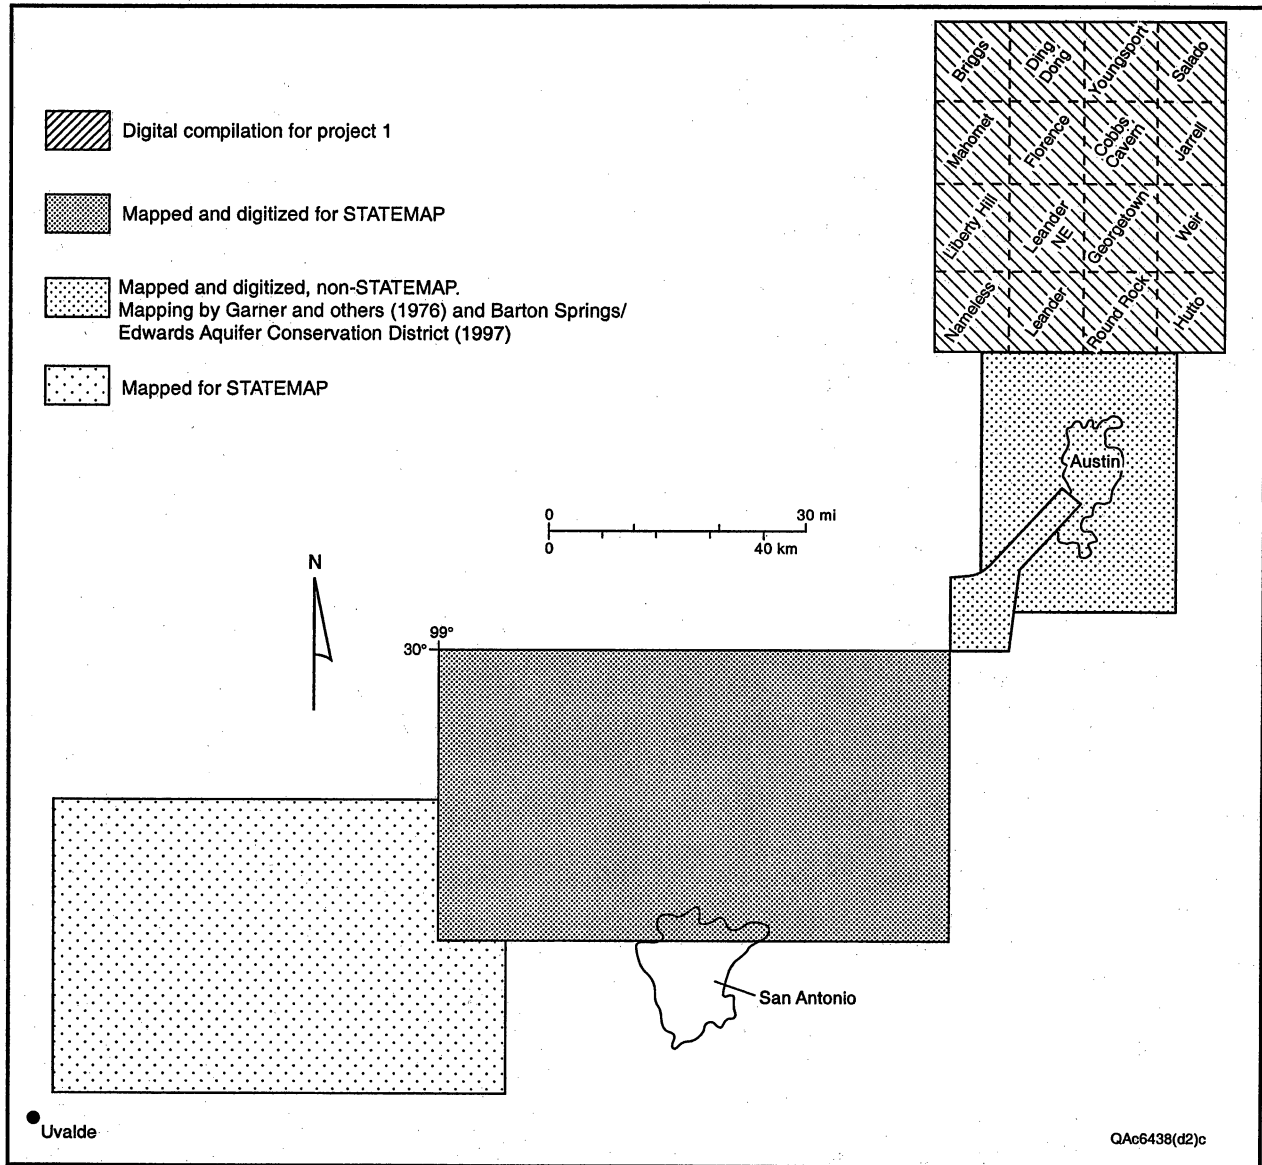 Briggs
Ding
Dong
Youngsport
Salado
Mahomet
Florence
Cobbs
Cavern
Jarrell
Liberty Hill
Leander
NE
Georgetown
Weir
Nameless
Leander
Round Rock
Hutto
Digital compilation for project 1
Mapped and digitized for STATEMAP
Mapped and digitized, non-STATEMAP.
Mapping by Garner and others (1976) and Barton Springs/
Edwards Aquifer Conservation District (1997)
Mapped for STATEMAP
Austin
0 30 mi
0 40 km
N
99°
30°
San Antonio
Uvalde
QAc6438(d2)c